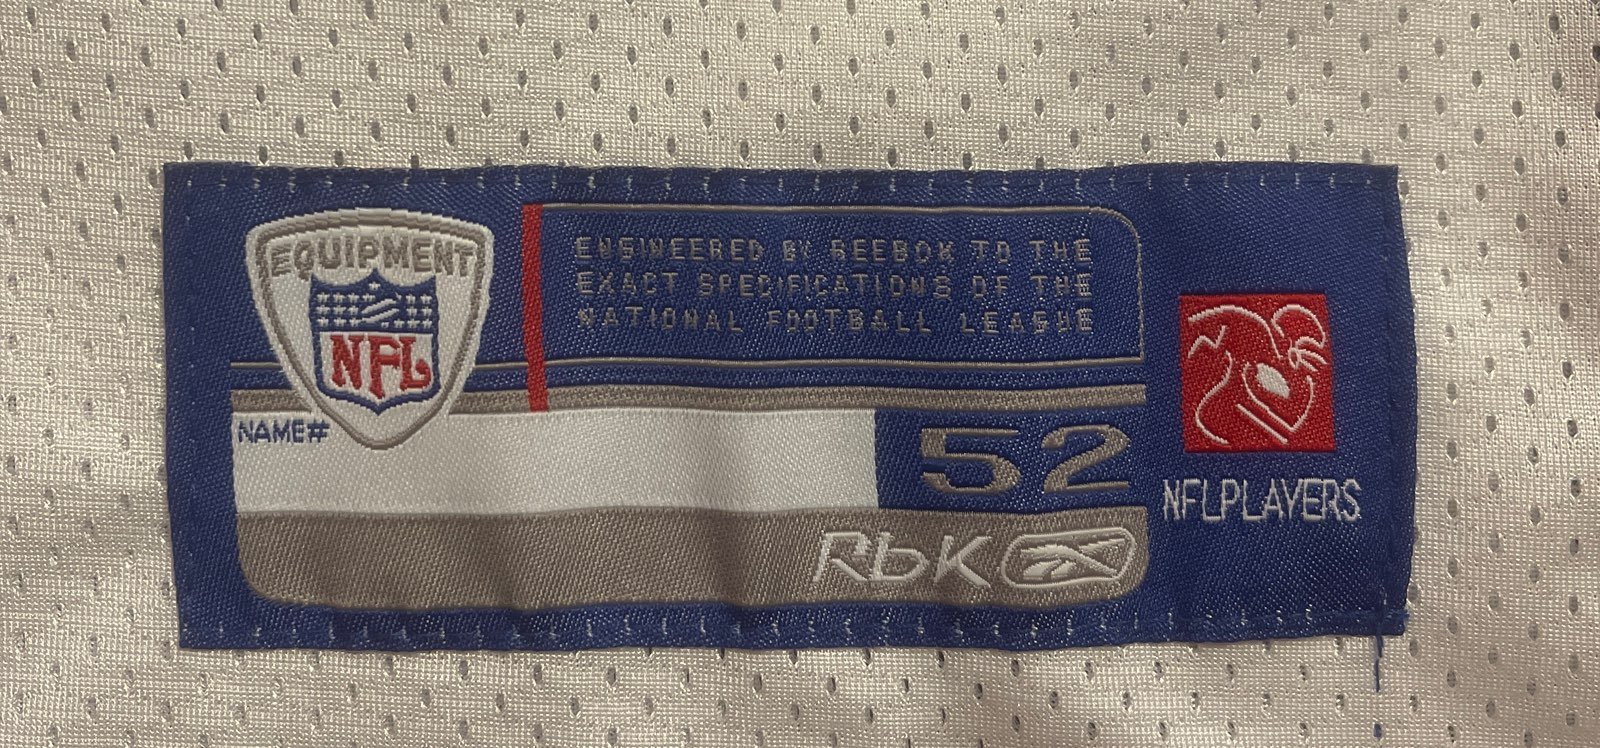 EQUIPMENT
NFL
ENGINEERED BY REEBOK TO THE
EXACT SPECIFICATIONS OF THE
NATIONAL FOOTBALL LEAGUE
NAME#
52
RbK
NFLPLAYERS